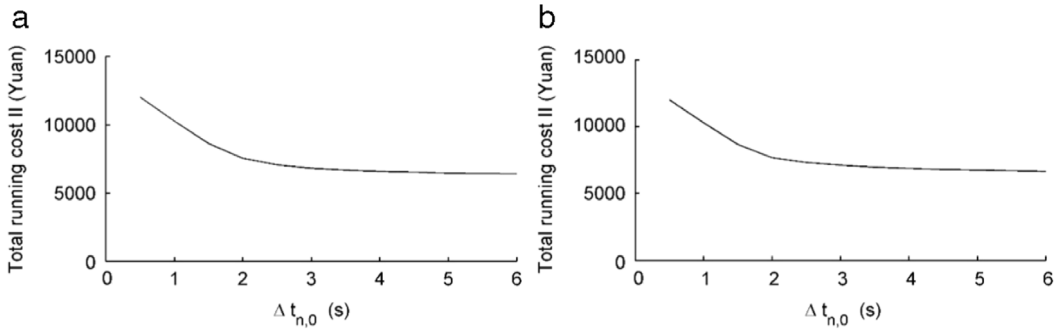 a
Total running cost II (Yuan)
15000
10000
5000
0
0 1 2 3 4 5 6
Δ tn,0 (s)
b
Total running cost II (Yuan)
15000
10000
5000
0
0 1 2 3 4 5 6
Δ tn,0 (s)